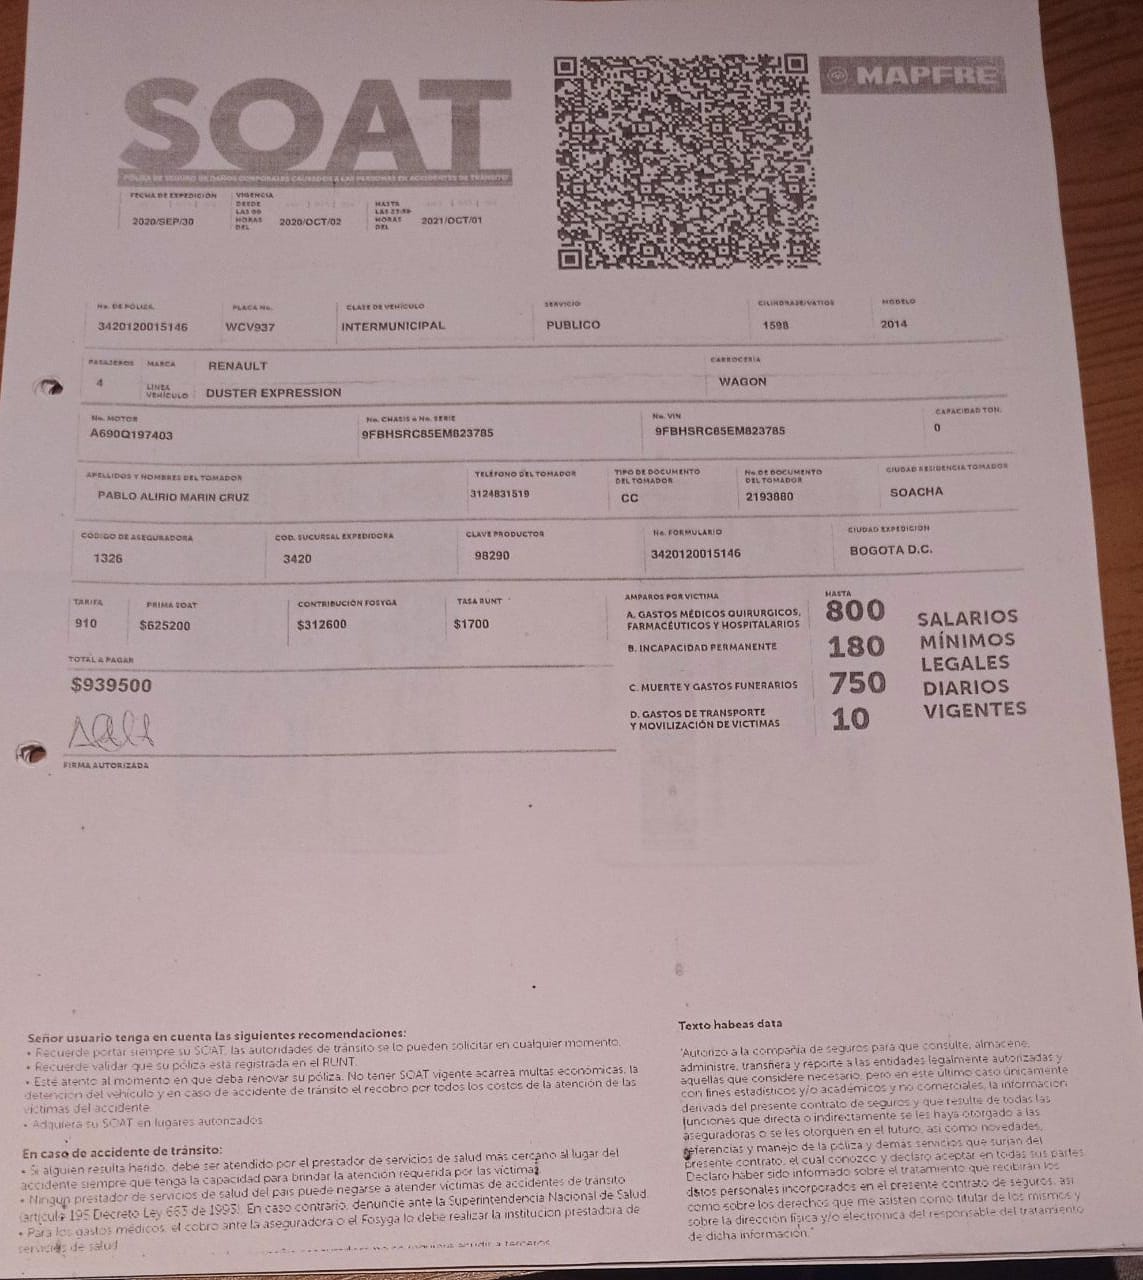 SOAT
MAPFRE
PÓLIZA DE SEGURO DE DAÑOS CORPORALES CAUSADOS A LAS PERSONAS EN ACCIDENTES DE TRÁNSITO
FECHA DE EXPEDICIÓN
2020/SEP/30
VIGENCIA
DESDE
LAS 00
HORAS
DEL
2020/OCT/02
HASTA
LAS 23:59
HORAS
DEL
2021/OCT/01
No. DE PÓLIZA
3420120015146
PLACA No.
WCV937
CLASE DE VEHÍCULO
INTERMUNICIPAL
SERVICIO
PUBLICO
CILINDRAJE/VATIOS
1598
MODELO
2014
PASAJEROS
4
MARCA
RENAULT
LINEA
VEHÍCULO
DUSTER EXPRESSION
CARROCERÍA
WAGON
No. MOTOR
A690Q197403
No. CHASIS o No. SERIE
9FBHSRC85EM823785
No. VIN
9FBHSRC85EM823785
CAPACIDAD TON.
0
APELLIDOS Y NOMBRES DEL TOMADOR
PABLO ALIRIO MARIN CRUZ
TELÉFONO DEL TOMADOR
3124831519
TIPO DE DOCUMENTO
DEL TOMADOR
CC
No. DE DOCUMENTO
DEL TOMADOR
2193880
CIUDAD RESIDENCIA TOMADOR
SOACHA
CÓDIGO DE ASEGURADORA
1326
COD. SUCURSAL EXPEDIDORA
3420
CLAVE PRODUCTOR
98290
No. FORMULARIO
3420120015146
CIUDAD EXPEDICIÓN
BOGOTA D.C.
TARIFA
910
PRIMA SOAT
$625200
CONTRIBUCIÓN FOSYGA
$312600
TASA RUNT
$1700
TOTAL A PAGAR
$939500
FIRMA AUTORIZADA
AMPAROS POR VICTIMA
HASTA
A. GASTOS MÉDICOS QUIRURGICOS,
FARMACÉUTICOS Y HOSPITALARIOS
800
B. INCAPACIDAD PERMANENTE
180
C. MUERTE Y GASTOS FUNERARIOS
750
D. GASTOS DE TRANSPORTE
Y MOVILIZACIÓN DE VICTIMAS
10
SALARIOS
MÍNIMOS
LEGALES
DIARIOS
VIGENTES
Señor usuario tenga en cuenta las siguientes recomendaciones:
• Recuerde portar siempre su SOAT, las autoridades de tránsito se lo pueden solicitar en cualquier momento.
• Recuerde validar que su póliza está registrada en el RUNT.
• Esté atento al momento en que deba renovar su póliza. No tener SOAT vigente acarrea multas económicas, la
detención del vehículo y en caso de accidente de tránsito el recobro por todos los costos de la atención de las
víctimas del accidente.
• Adquiera su SOAT en lugares autorizados
En caso de accidente de tránsito:
• Si alguien resulta herido, debe ser atendido por el prestador de servicios de salud más cercano al lugar del
accidente siempre que tenga la capacidad para brindar la atención requerida por las víctimas.
• Ningún prestador de servicios de salud del país puede negarse a atender víctimas de accidentes de tránsito
(artículo 195 Decreto Ley 663 de 1993). En caso contrario, denuncie ante la Superintendencia Nacional de Salud.
• Para los gastos médicos, el cobro ante la aseguradora o el Fosyga lo debe realizar la institución prestadora de
servicios de salud
acudir a terceros
Texto habeas data
"Autorizo a la compañía de seguros para que consulte, almacene,
administre, transfiera y reporte a las entidades legalmente autorizadas y
aquellas que considere necesario, pero en este último caso únicamente
con fines estadísticos y/o académicos y no comerciales, la información
derivada del presente contrato de seguros y que resulte de todas las
funciones que directa o indirectamente se les haya otorgado a las
aseguradoras o se les otorguen en el futuro, así como novedades,
referencias y manejo de la póliza y demás servicios que surjan del
presente contrato, el cual conozco y declaro aceptar en todas sus partes.
Declaro haber sido informado sobre el tratamiento que recibirán los
datos personales incorporados en el presente contrato de seguros, así
como sobre los derechos que me asisten como titular de los mismos y
sobre la dirección física y/o electrónica del responsable del tratamiento
de dicha información."